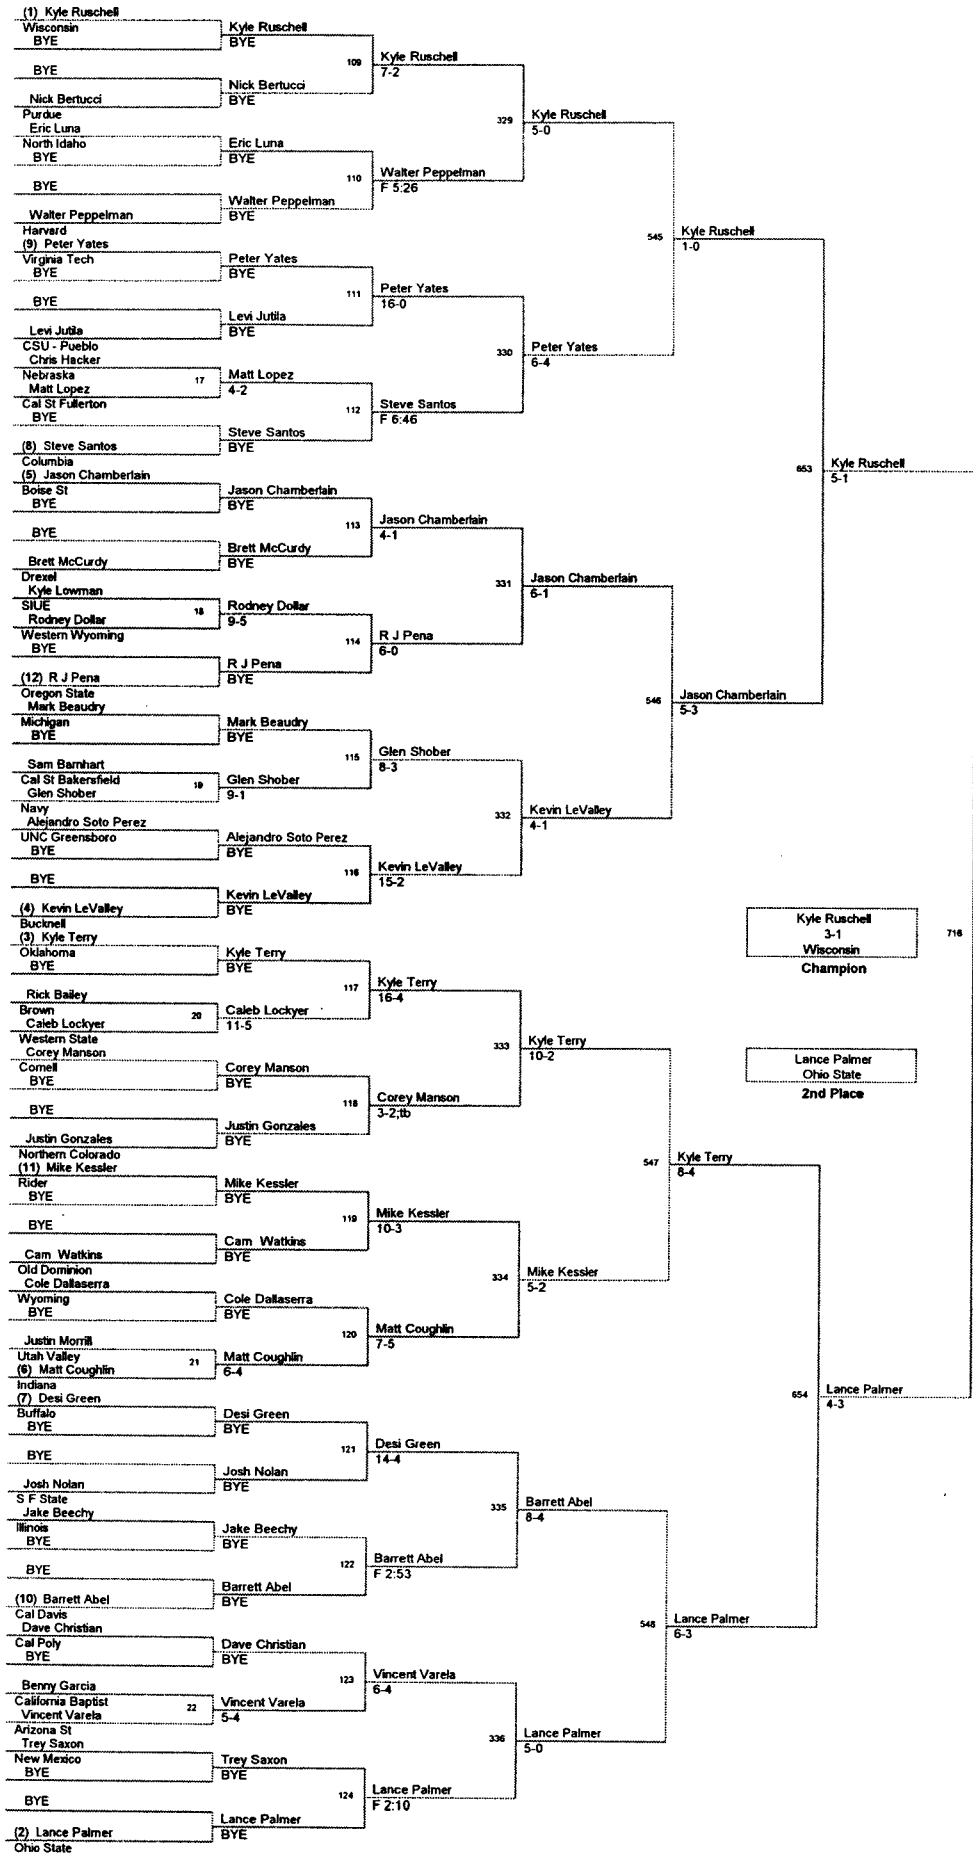 (1) Kyle Ruschell
Wisconsin
BYE
BYE
Nick Bertucci
Purdue
Eric Luna
North Idaho
BYE
BYE
Walter Peppelman
Harvard
(9) Peter Yates
Virginia Tech
BYE
BYE
Levi Jutila
CSU - Pueblo
Chris Hacker
Nebraska
17
Matt Lopez
Cal St Fullerton
BYE
(8) Steve Santos
Columbia
(5) Jason Chamberlain
Boise St
BYE
BYE
Brett McCurdy
Drexel
Kyle Lowman
SIUE
18
Rodney Dollar
Western Wyoming
BYE
(12) R J Pena
Oregon State
Mark Beaudry
Michigan
BYE
Sam Barnhart
Cal St Bakersfield
19
Glen Shober
Navy
Alejandro Soto Perez
UNC Greensboro
BYE
BYE
(4) Kevin LeValley
Bucknell
(3) Kyle Terry
Oklahoma
BYE
Rick Bailey
Brown
20
Caleb Lockyer
Western State
Corey Manson
Cornell
BYE
BYE
Justin Gonzales
Northern Colorado
(11) Mike Kessler
Rider
BYE
BYE
Cam Watkins
Old Dominion
Cole Dallaserra
Wyoming
BYE
Justin Morrill
Utah Valley
21
(6) Matt Coughlin
Indiana
(7) Desi Green
Buffalo
BYE
BYE
Josh Nolan
S F State
Jake Beechy
Illinois
BYE
BYE
(10) Barrett Abel
Cal Davis
Dave Christian
Cal Poly
BYE
Benny Garcia
California Baptist
22
Vincent Varela
Arizona St
Trey Saxon
New Mexico
BYE
BYE
(2) Lance Palmer
Ohio State
Kyle Ruschell
BYE
109
Nick Bertucci
BYE
Eric Luna
BYE
110
Walter Peppelman
BYE
Peter Yates
BYE
111
Levi Jutila
BYE
Matt Lopez
4-2
112
Steve Santos
BYE
Jason Chamberlain
BYE
113
Brett McCurdy
BYE
Rodney Dollar
9-5
114
R J Pena
BYE
Mark Beaudry
BYE
115
Glen Shober
9-1
Alejandro Soto Perez
BYE
116
Kevin LeValley
BYE
Kyle Terry
BYE
117
Caleb Lockyer
11-5
Corey Manson
BYE
118
Justin Gonzales
BYE
Mike Kessler
BYE
119
Cam Watkins
BYE
Cole Dallaserra
BYE
120
Matt Coughlin
6-4
Desi Green
BYE
121
Josh Nolan
BYE
Jake Beechy
BYE
122
Barrett Abel
BYE
Dave Christian
BYE
123
Vincent Varela
5-4
Trey Saxon
BYE
124
Lance Palmer
BYE
Kyle Ruschell
7-2
329
Walter Peppelman
F 5:26
Peter Yates
16-0
330
Steve Santos
F 6:46
Jason Chamberlain
4-1
331
R J Pena
6-0
Glen Shober
8-3
332
Kevin LeValley
15-2
Kyle Terry
16-4
333
Corey Manson
3-2;tb
Mike Kessler
10-3
334
Matt Coughlin
7-5
Desi Green
14-4
335
Barrett Abel
F 2:53
Vincent Varela
6-4
336
Lance Palmer
F 2:10
Kyle Ruschell
5-0
545
Peter Yates
6-4
Jason Chamberlain
6-1
546
Kevin LeValley
4-1
Kyle Terry
10-2
547
Mike Kessler
5-2
Barrett Abel
8-4
548
Lance Palmer
5-0
Kyle Ruschell
1-0
653
Jason Chamberlain
5-3
Kyle Terry
8-4
654
Lance Palmer
6-3
Kyle Ruschell
5-1
Lance Palmer
4-3
Kyle Ruschell
3-1
Wisconsin
Champion
716
Lance Palmer
Ohio State
2nd Place